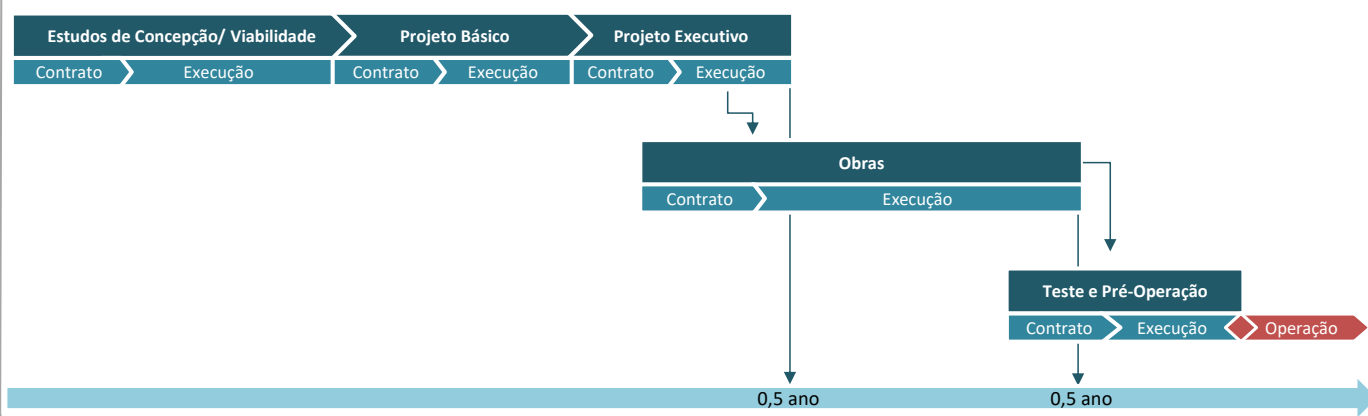 Estudos de Concepção/ Viabilidade
Projeto Básico
Projeto Executivo
Contrato
Execução
Contrato
Execução
Contrato
Execução
Obras
Contrato
Execução
Teste e Pré-Operação
Contrato
Execução
Operação
0,5 ano
0,5 ano